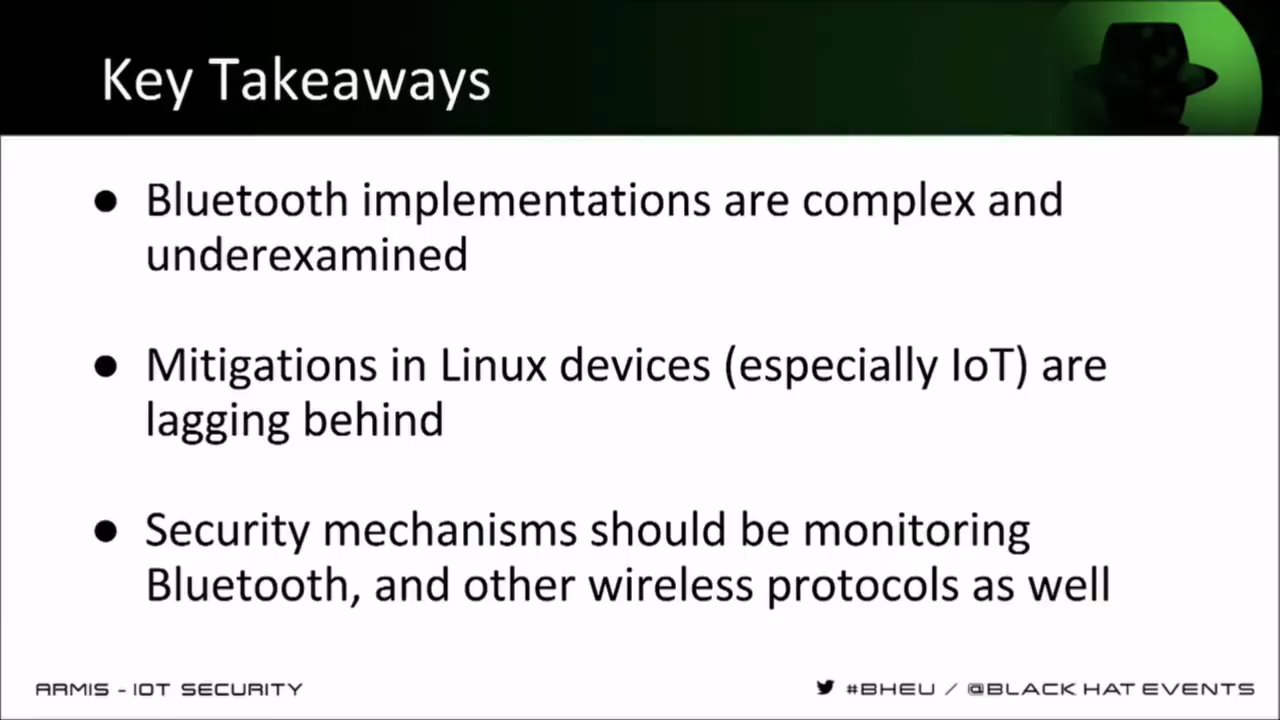 Key Takeaways
● Bluetooth implementations are complex and
underexamined
● Mitigations in Linux devices (especially IoT) are
lagging behind
● Security mechanisms should be monitoring
Bluetooth, and other wireless protocols as well
ARMIS - IOT SECURITY
#BHEU / @BLACK HAT EVENTS